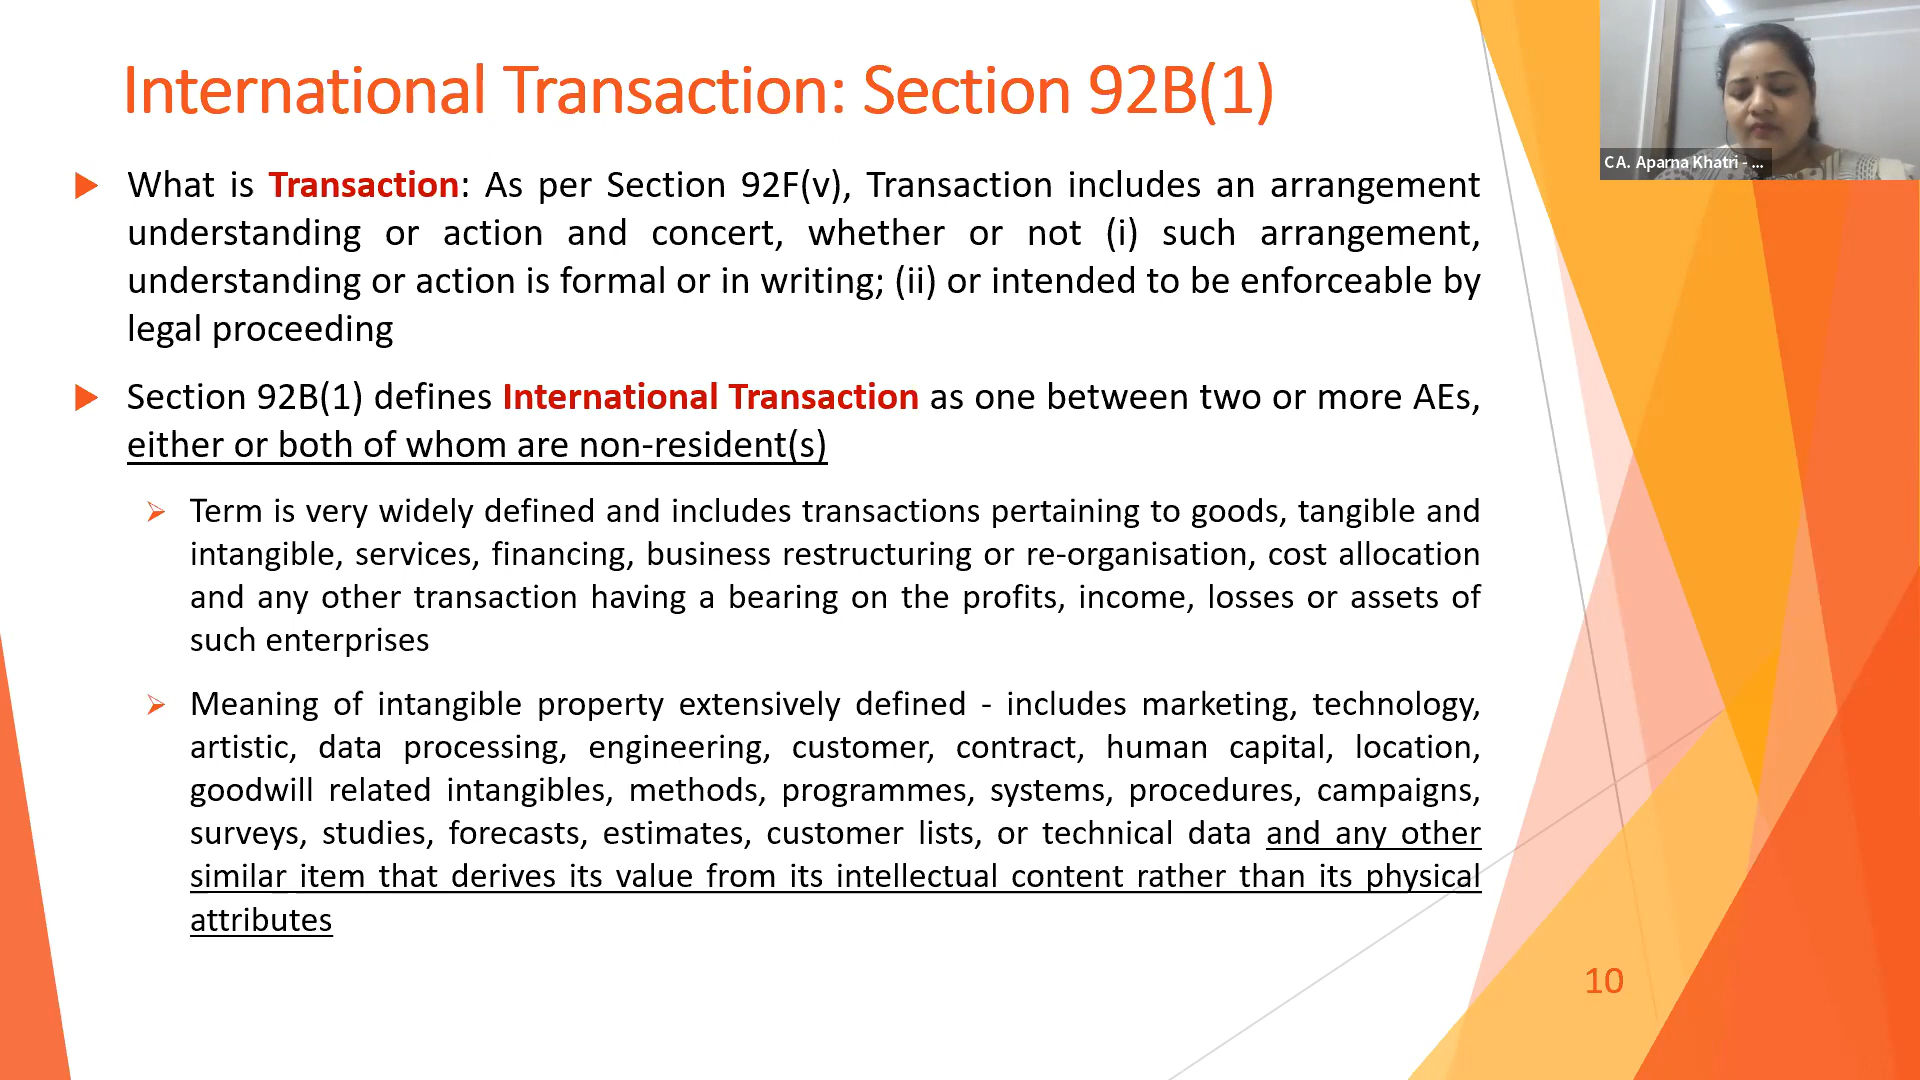 International Transaction: Section 92B(1)
What is Transaction: As per Section 92F(v), Transaction includes an arrangement
understanding or action and concert, whether or not (i) such arrangement,
understanding or action is formal or in writing; (ii) or intended to be enforceable by
legal proceeding
Section 92B(1) defines International Transaction as one between two or more AEs,
either or both of whom are non-resident(s)
Term is very widely defined and includes transactions pertaining to goods, tangible and
intangible, services, financing, business restructuring or re-organisation, cost allocation
and any other transaction having a bearing on the profits, income, losses or assets of
such enterprises
Meaning of intangible property extensively defined - includes marketing, technology,
artistic, data processing, engineering, customer, contract, human capital, location,
goodwill related intangibles, methods, programmes, systems, procedures, campaigns,
surveys, studies, forecasts, estimates, customer lists, or technical data and any other
similar item that derives its value from its intellectual content rather than its physical
attributes
CA. Aparna Khatri - ...
10